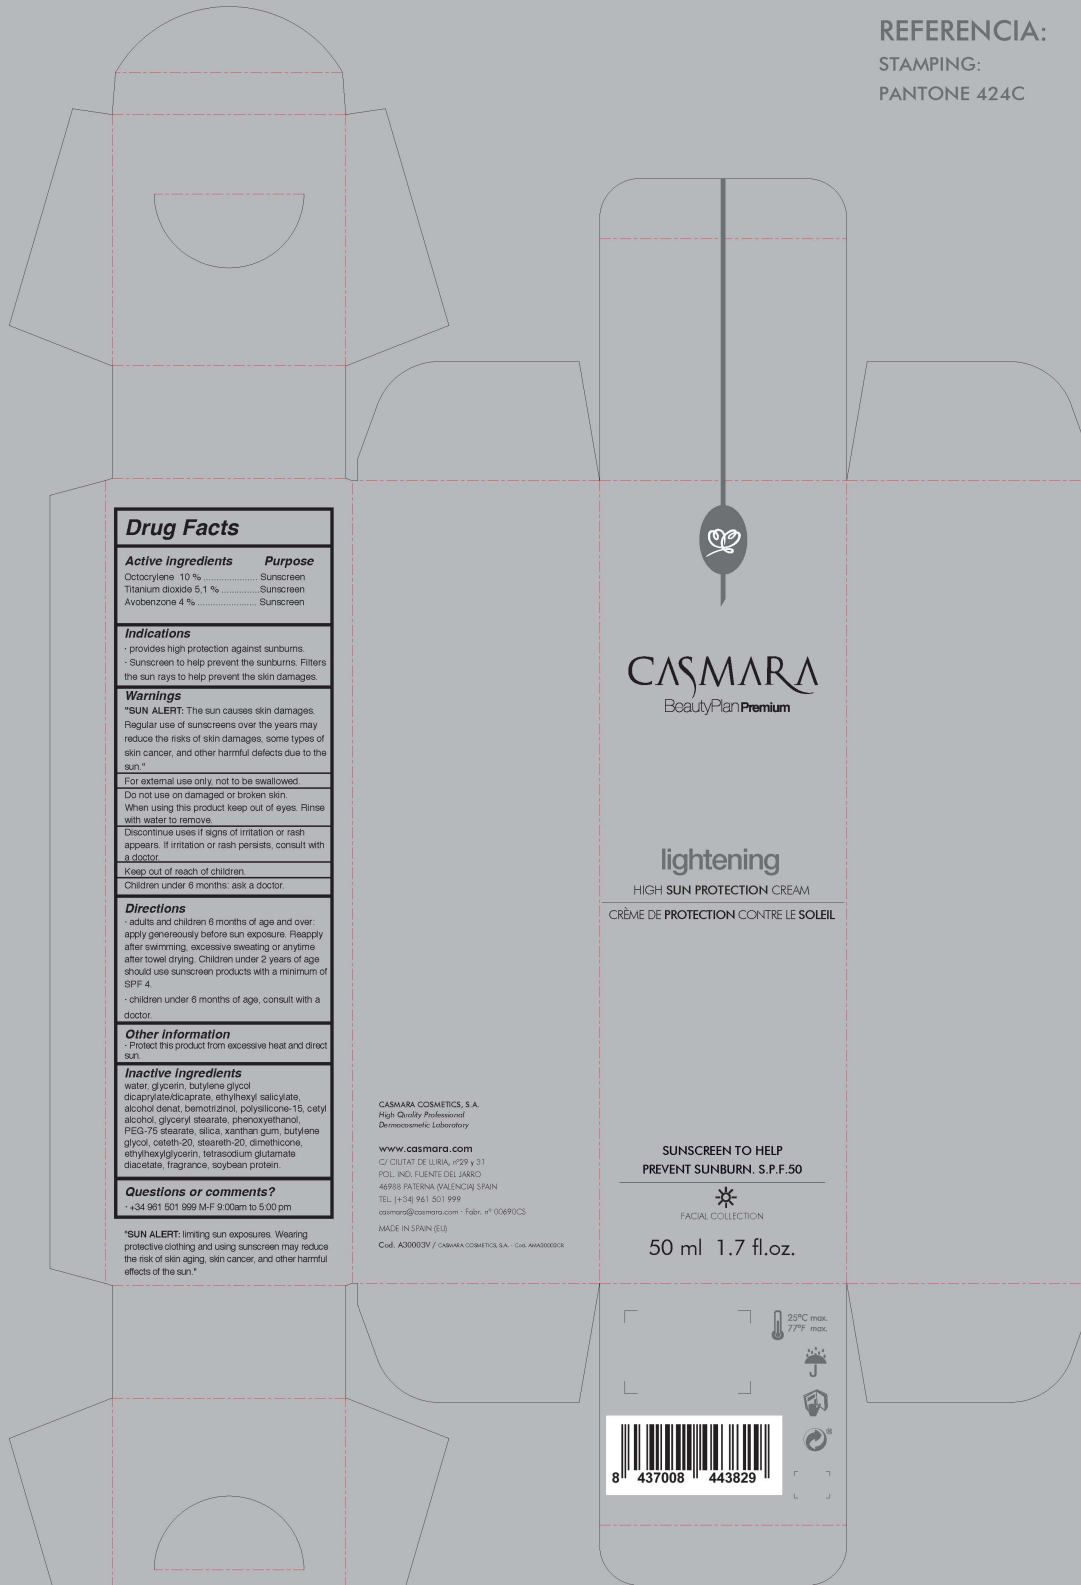 REFERENCIA:
STAMPING:
PANTONE 424C
Drug Facts
Active ingredients Purpose
Octocrylene 10 % ..................... Sunscreen
Titanium dioxide 5,1 % ...............Sunscreen
Avobenzone 4 % ....................... Sunscreen
Indications
· provides high protection against sunburns.
· Sunscreen to help prevent the sunburns. Filters
the sun rays to help prevent the skin damages.
Warnings
"SUN ALERT: The sun causes skin damages.
Regular use of sunscreens over the years may
reduce the risks of skin damages, some types of
skin cancer, and other harmful defects due to the
sun."
For external use only, not to be swallowed.
Do not use on damaged or broken skin.
When using this product keep out of eyes. Rinse
with water to remove.
Discontinue uses if signs of irritation or rash
appears. If irritation or rash persists, consult with
a doctor.
Keep out of reach of children.
Children under 6 months: ask a doctor.
Directions
· adults and children 6 months of age and over:
apply genereously before sun exposure. Reapply
after swimming, excessive sweating or anytime
after towel drying. Children under 2 years of age
should use sunscreen products with a minimum of
SPF 4.
· children under 6 months of age, consult with a
doctor.
Other information
· Protect this product from excessive heat and direct
sun.
Inactive ingredients
water, glycerin, butylene glycol
dicaprylate/dicaprate, ethylhexyl salicylate,
alcohol denat, bemotrizinol, polysilicone-15, cetyl
alcohol, glyceryl stearate, phenoxyethanol,
PEG-75 stearate, silica, xanthan gum, butylene
glycol, ceteth-20, steareth-20, dimethicone,
ethylhexylglycerin, tetrasodium glutamate
diacetate, fragrance, soybean protein.
Questions or comments?
· +34 961 501 999 M-F 9:00am to 5:00 pm
"SUN ALERT: limiting sun exposures. Wearing
protective clothing and using sunscreen may reduce
the risk of skin aging, skin cancer, and other harmful
effects of the sun."
CASMARA COSMETICS, S.A.
High Quality Professional
Dermocosmetic Laboratory
www.casmara.com
C/ CIUTAT DE LLIRIA, nº29 y 31
POL. IND. FUENTE DEL JARRO
46988 PATERNA (VALENCIA) SPAIN
TEL. (+34) 961 501 999
casmara@casmara.com · Fabr. nº 00690CS
MADE IN SPAIN (EU)
Cod. A30003V / CASMARA COSMETICS, S.A. - Cod. AMA30002CR
CASMARA
BeautyPlanPremium
lightening
HIGH SUN PROTECTION CREAM
CRÈME DE PROTECTION CONTRE LE SOLEIL
SUNSCREEN TO HELP
PREVENT SUNBURN. S.P.F.50
FACIAL COLLECTION
50 ml 1.7 fl.oz.
25ºC max.
77ºF max.
®
8 437008 443829